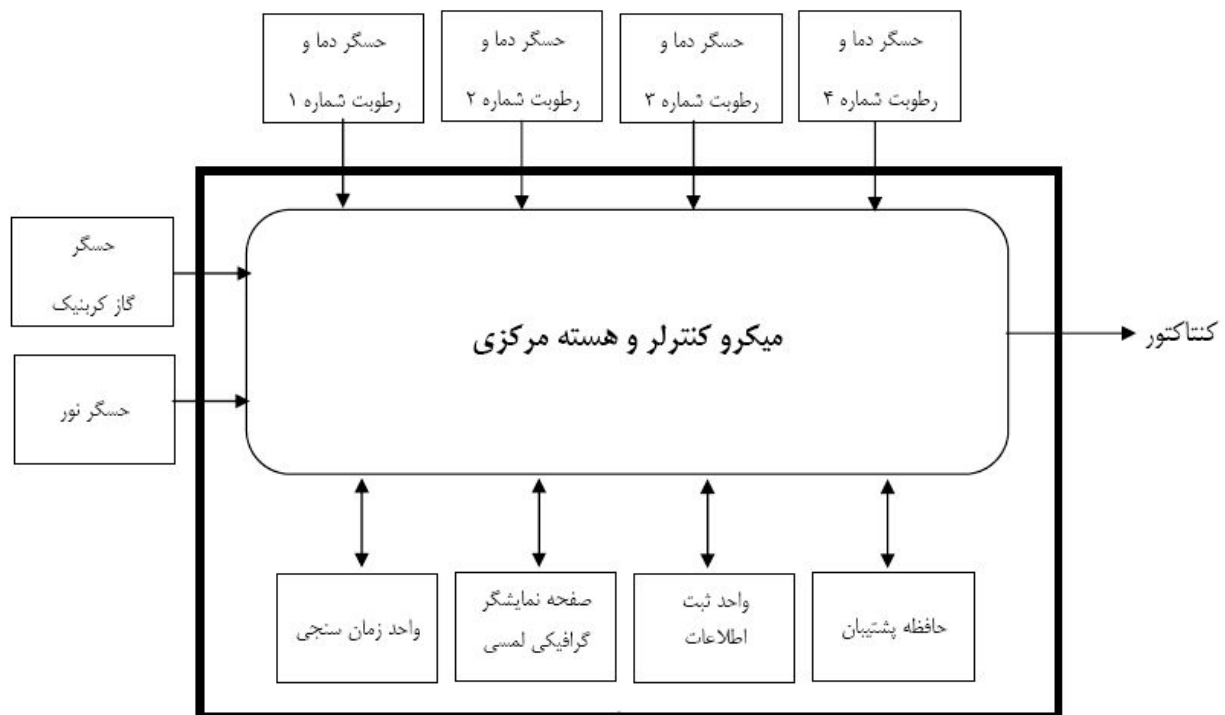 حسگر دما و
رطوبت شماره ۱
حسگر دما و
رطوبت شماره ۲
حسگر دما و
رطوبت شماره ۳
حسگر دما و
رطوبت شماره ۴
حسگر
گاز کربنیک
حسگر نور
میکرو کنترلر و هسته مرکزی
کنتاکتور
واحد زمان سنجی
صفحه نمایشگر
گرافیکی لمسی
واحد ثبت
اطلاعات
حافظه پشتیبان